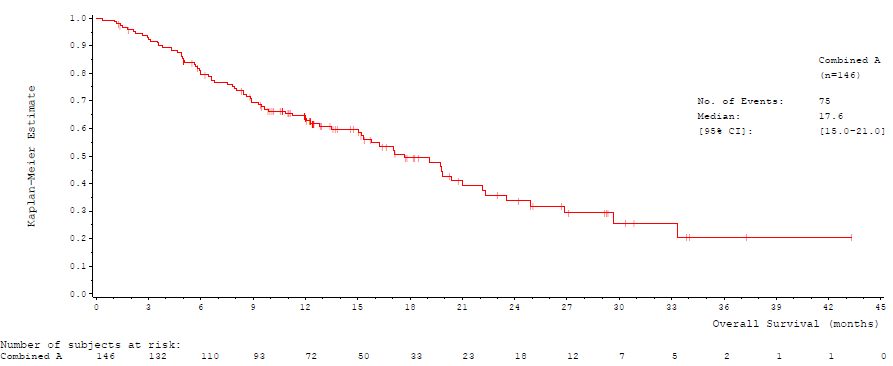 1.0
0.9
0.8
0.7
0.6
0.5
0.4
0.3
0.2
0.1
0.0
Kaplan-Meier Estimate
Combined A
(n=146)
No. of Events: 75
Median: 17.6
[95% CI]: [15.0-21.0]
0 3 6 9 12 15 18 21 24 27 30 33 36 39 42 45
Overall Survival (months)
Number of subjects at risk:
Combined A 146 132 110 93 72 50 33 23 18 12 7 5 2 1 1 0